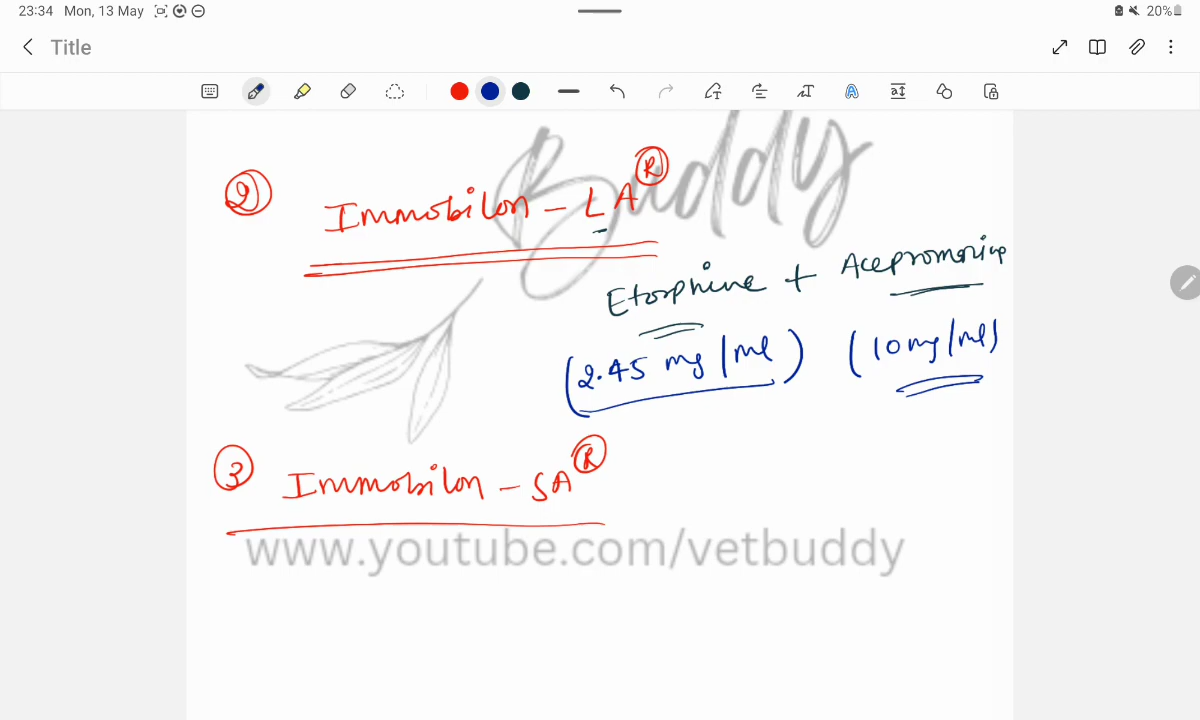 23:34 Mon, 13 May 20%
Title
Buddy
② Immobilon - LA®
Etorphine + Acepromazine
(2.45 mg/ml) (10mg/ml)
③ Immobilon - SA®
www.youtube.com/vetbuddy